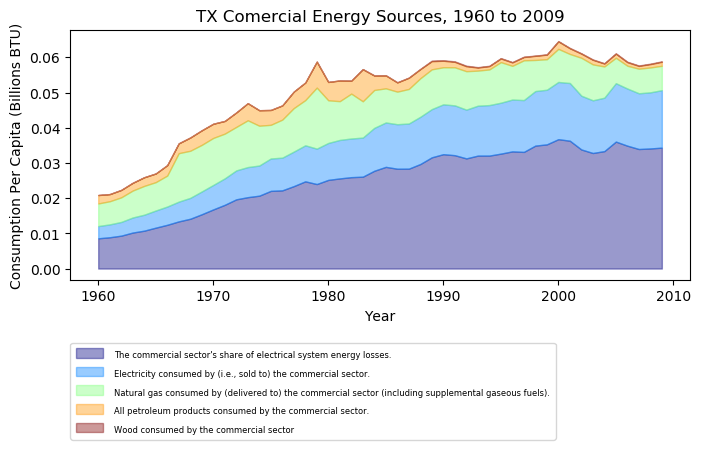 TX Comercial Energy Sources, 1960 to 2009
Consumption Per Capita (Billions BTU)
0.06
0.05
0.04
0.03
0.02
0.01
0.00
1960 1970 1980 1990 2000 2010
Year
The commercial sector's share of electrical system energy losses.
Electricity consumed by (i.e., sold to) the commercial sector.
Natural gas consumed by (delivered to) the commercial sector (including supplemental gaseous fuels).
All petroleum products consumed by the commercial sector.
Wood consumed by the commercial sector